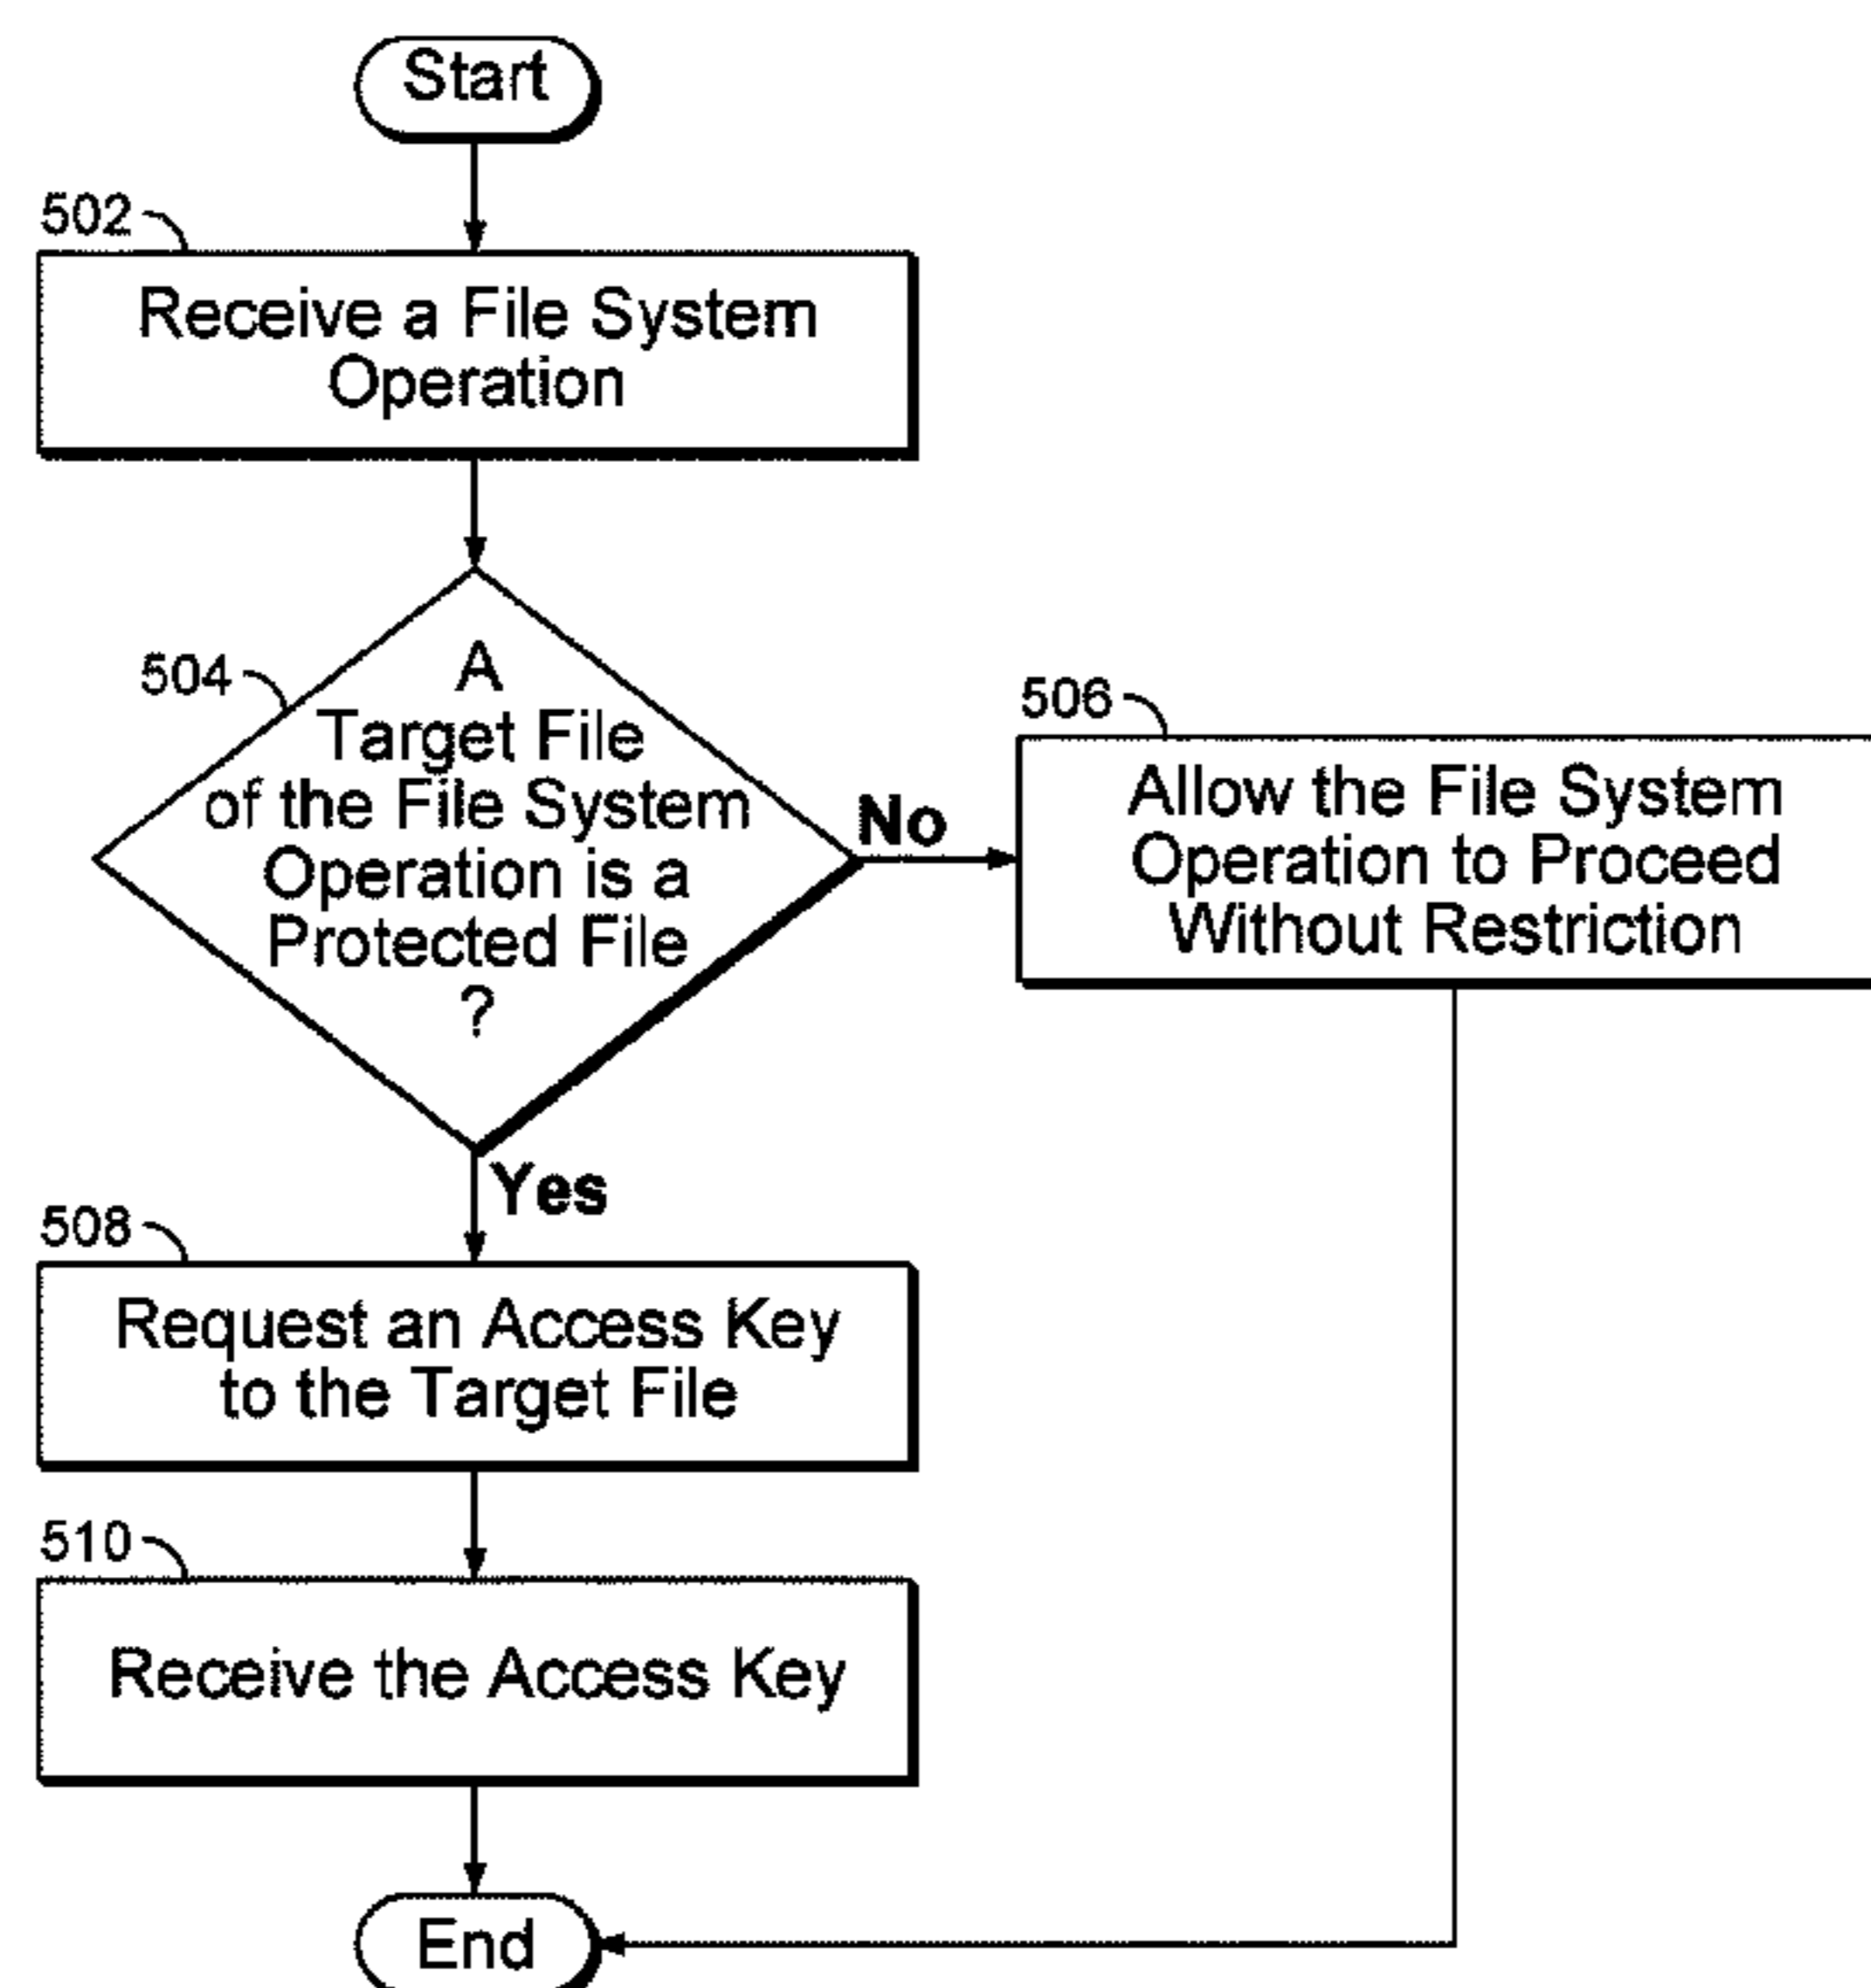 Start
502
Receive a File System
Operation
504
A
Target File
of the File System
Operation is a
Protected File
?
No
506
Allow the File System
Operation to Proceed
Without Restriction
Yes
508
Request an Access Key
to the Target File
510
Receive the Access Key
End